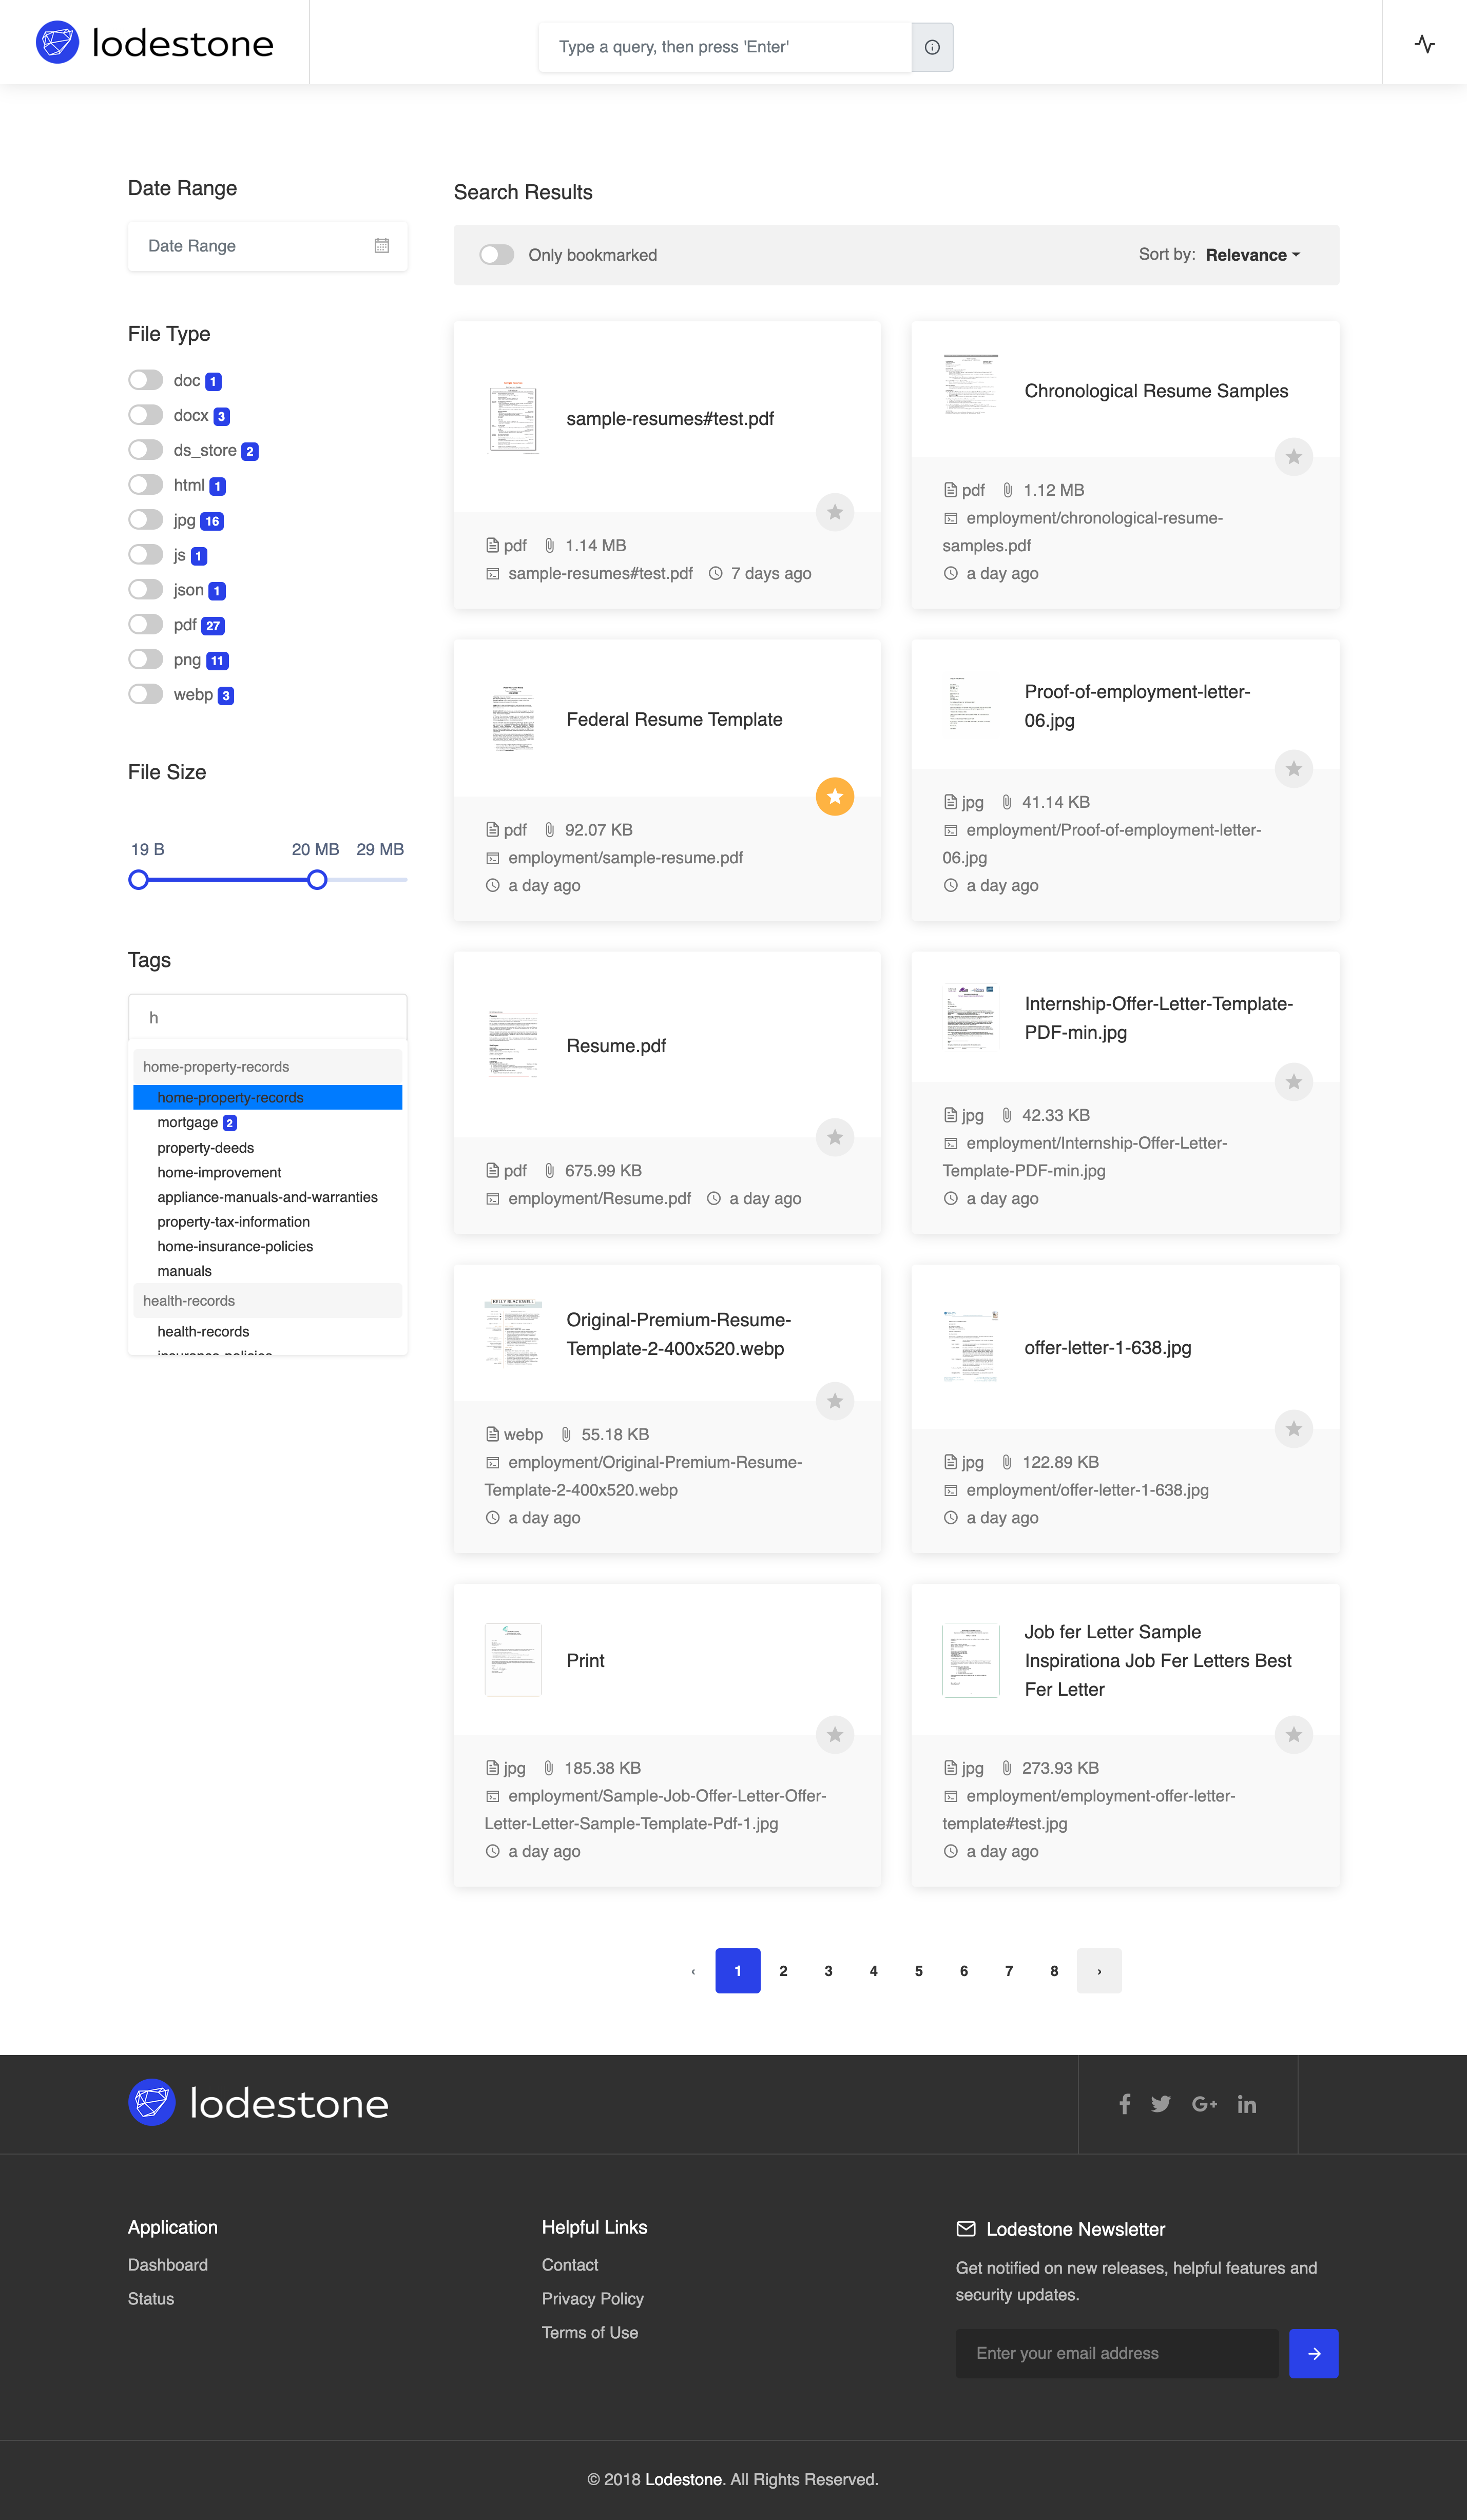 lodestone
Type a query, then press 'Enter'
Date Range
Date Range
File Type
doc 1
docx 3
ds_store 2
html 1
jpg 16
js 1
json 1
pdf 27
png 11
webp 3
File Size
19 B 20 MB 29 MB
Tags
h
home-property-records
home-property-records
mortgage 2
property-deeds
home-improvement
appliance-manuals-and-warranties
property-tax-information
home-insurance-policies
manuals
health-records
health-records
insurance-policies
Search Results
Only bookmarked
Sort by: Relevance
sample-resumes#test.pdf
pdf 1.14 MB
sample-resumes#test.pdf 7 days ago
Chronological Resume Samples
pdf 1.12 MB
employment/chronological-resume-
samples.pdf
a day ago
Federal Resume Template
pdf 92.07 KB
employment/sample-resume.pdf
a day ago
Proof-of-employment-letter-
06.jpg
jpg 41.14 KB
employment/Proof-of-employment-letter-
06.jpg
a day ago
Resume.pdf
pdf 675.99 KB
employment/Resume.pdf a day ago
Internship-Offer-Letter-Template-
PDF-min.jpg
jpg 42.33 KB
employment/Internship-Offer-Letter-
Template-PDF-min.jpg
a day ago
KELLY BLACKWELL
Original-Premium-Resume-
Template-2-400x520.webp
webp 55.18 KB
employment/Original-Premium-Resume-
Template-2-400x520.webp
a day ago
offer-letter-1-638.jpg
jpg 122.89 KB
employment/offer-letter-1-638.jpg
a day ago
Print
jpg 185.38 KB
employment/Sample-Job-Offer-Letter-Offer-
Letter-Letter-Sample-Template-Pdf-1.jpg
a day ago
Job fer Letter Sample
Inspirationa Job Fer Letters Best
Fer Letter
jpg 273.93 KB
employment/employment-offer-letter-
template#test.jpg
a day ago
‹ 1 2 3 4 5 6 7 8 ›
lodestone
Application
Dashboard
Status
Helpful Links
Contact
Privacy Policy
Terms of Use
Lodestone Newsletter
Get notified on new releases, helpful features and
security updates.
Enter your email address
© 2018 Lodestone. All Rights Reserved.